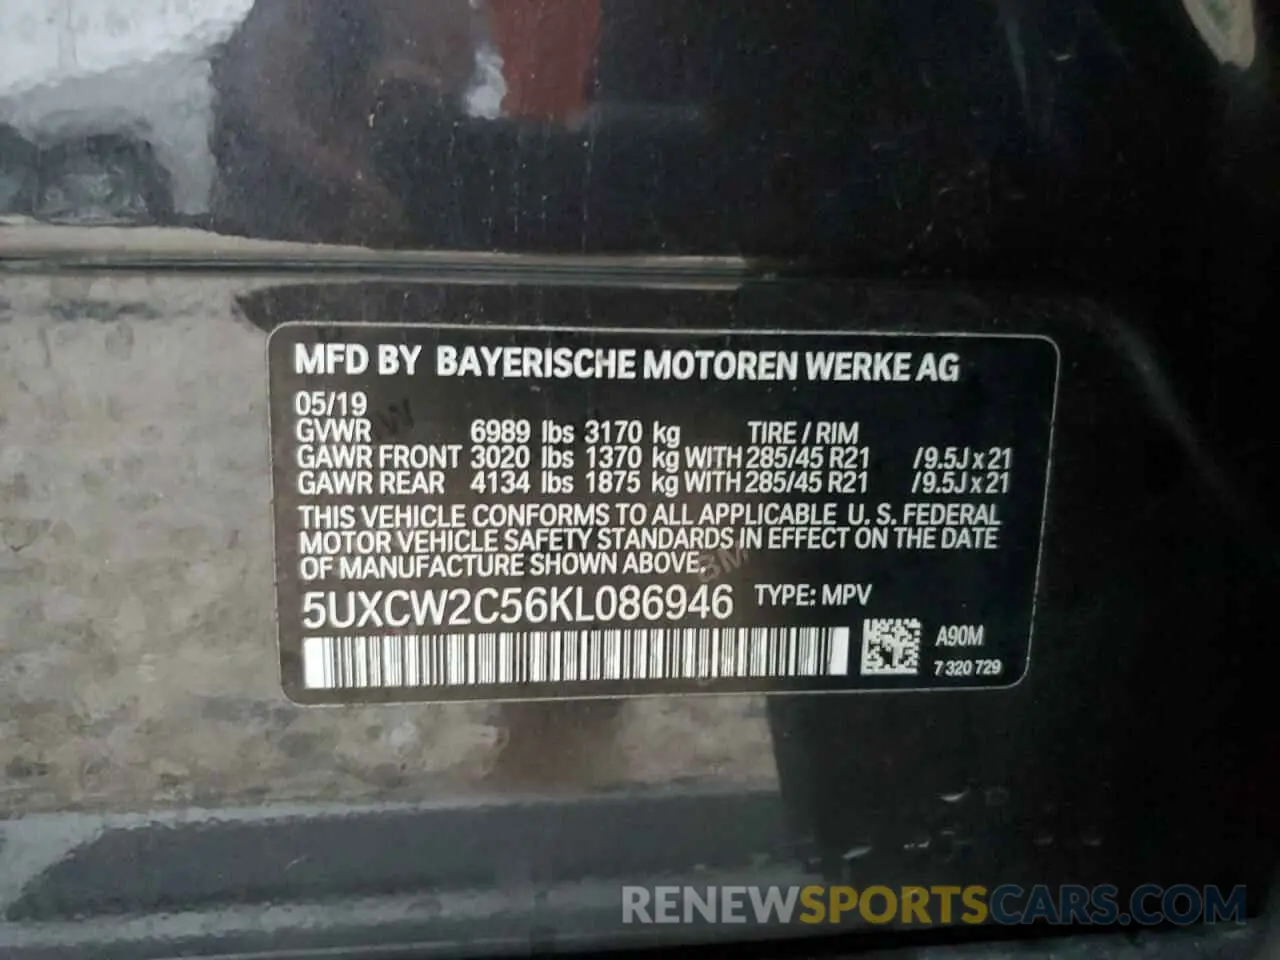 MFD BY BAYERISCHE MOTOREN WERKE AG
05/19
GVWR 6989 lbs 3170 kg TIRE / RIM
GAWR FRONT 3020 lbs 1370 kg WITH 285/45 R21 /9.5J x 21
GAWR REAR 4134 lbs 1875 kg WITH 285/45 R21 /9.5J x 21
THIS VEHICLE CONFORMS TO ALL APPLICABLE U. S. FEDERAL
MOTOR VEHICLE SAFETY STANDARDS IN EFFECT ON THE DATE
OF MANUFACTURE SHOWN ABOVE.
5UXCW2C56KL086946 TYPE: MPV
A90M
7 320 729
RENEWSPORTSCARS.COM